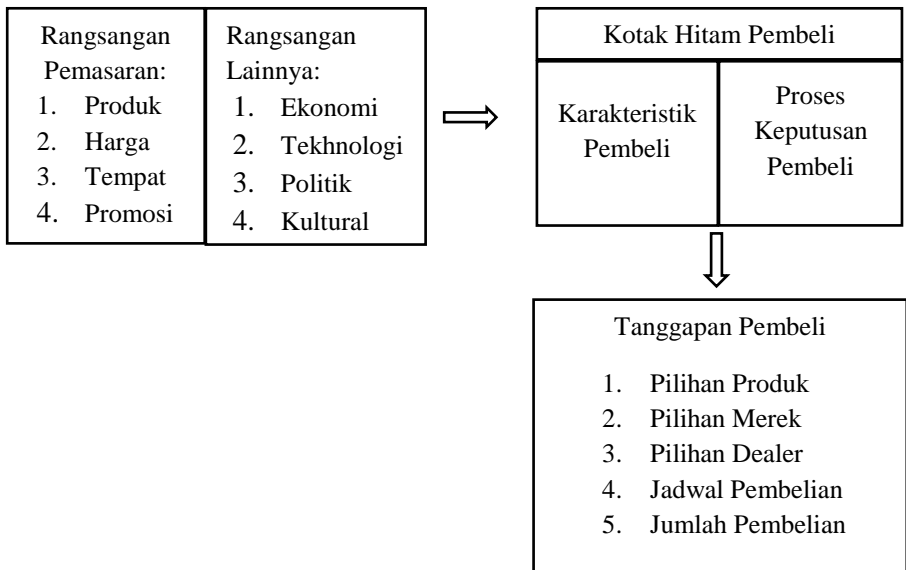 Rangsangan
Pemasaran:
1. Produk
2. Harga
3. Tempat
4. Promosi
Rangsangan
Lainnya:
1. Ekonomi
2. Tekhnologi
3. Politik
4. Kultural
Kotak Hitam Pembeli
Karakteristik
Pembeli
Proses
Keputusan
Pembeli
Tanggapan Pembeli
1. Pilihan Produk
2. Pilihan Merek
3. Pilihan Dealer
4. Jadwal Pembelian
5. Jumlah Pembelian